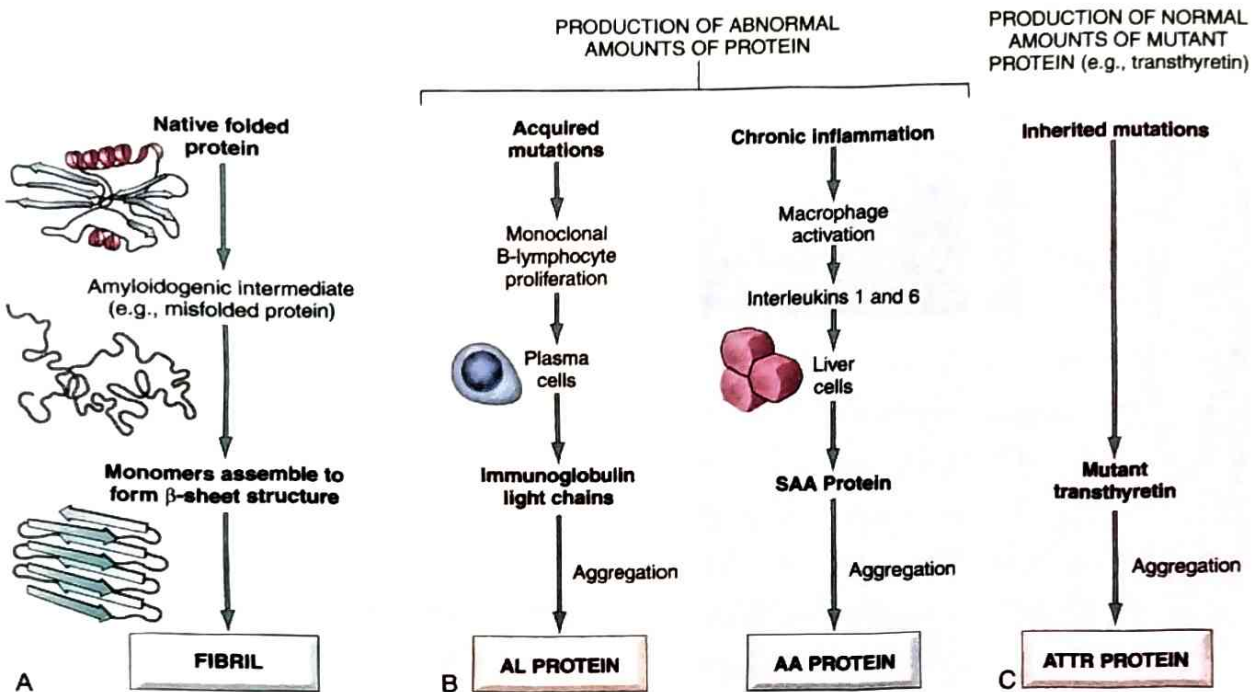 PRODUCTION OF ABNORMAL
AMOUNTS OF PROTEIN
PRODUCTION OF NORMAL
AMOUNTS OF MUTANT
PROTEIN (e.g., transthyretin)
Native folded
protein
Amyloidogenic intermediate
(e.g., misfolded protein)
Monomers assemble to
form β-sheet structure
FIBRIL
A
Acquired
mutations
Monoclonal
B-lymphocyte
proliferation
Plasma
cells
Immunoglobulin
light chains
Aggregation
AL PROTEIN
B
Chronic inflammation
Macrophage
activation
Interleukins 1 and 6
Liver
cells
SAA Protein
Aggregation
AA PROTEIN
Inherited mutations
Mutant
transthyretin
Aggregation
ATTR PROTEIN
C